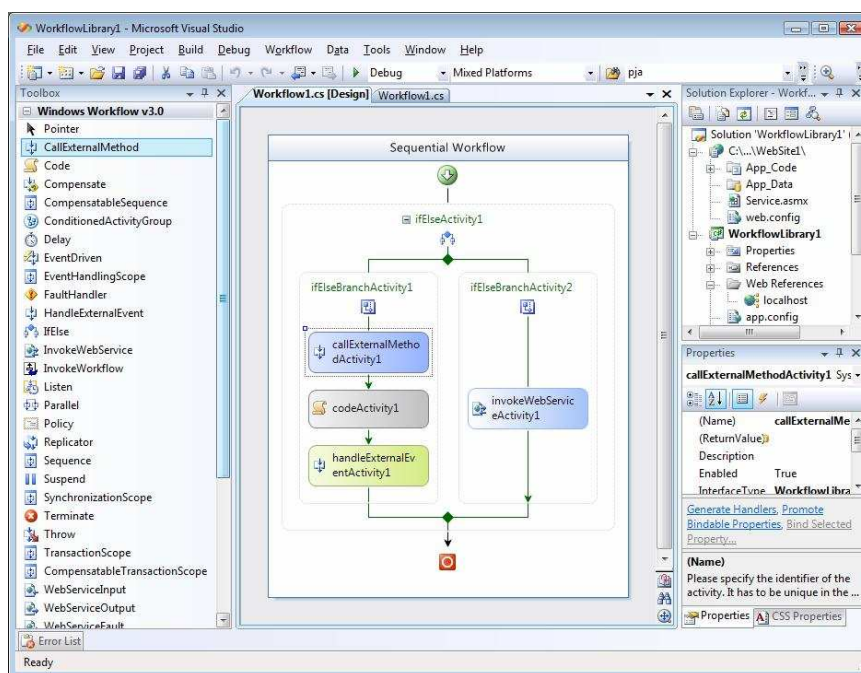 WorkflowLibrary1 - Microsoft Visual Studio
File Edit View Project Build Debug Workflow Data Tools Window Help
Debug Mixed Platforms pja
Toolbox
Windows Workflow v3.0
Pointer
CallExternalMethod
Code
Compensate
CompensatableSequence
ConditionedActivityGroup
Delay
EventDriven
EventHandlingScope
FaultHandler
HandleExternalEvent
IfElse
InvokeWebService
InvokeWorkflow
Listen
Parallel
Policy
Replicator
Sequence
Suspend
SynchronizationScope
Terminate
Throw
TransactionScope
CompensatableTransactionScope
WebServiceInput
WebServiceOutput
WebServiceFault
Error List
Ready
Workflow1.cs [Design] Workflow1.cs
Sequential Workflow
ifElseActivity1
ifElseBranchActivity1
callExternalMetho
dActivity1
codeActivity1
handleExternalEv
entActivity1
ifElseBranchActivity2
invokeWebServic
eActivity1
Solution Explorer - Workf...
Solution 'WorkflowLibrary1' (
C:\...\WebSite1\
App_Code
App_Data
Service.asmx
web.config
WorkflowLibrary1
Properties
References
Web References
localhost
app.config
Properties
callExternalMethodActivity1 Sys
(Name) callExternalMe
(ReturnValue)
Description
Enabled True
InterfaceType WorkflowLibra
Generate Handlers, Promote
Bindable Properties, Bind Selected
Property...
(Name)
Please specify the identifier of the
activity. It has to be unique in the ...
Properties CSS Properties